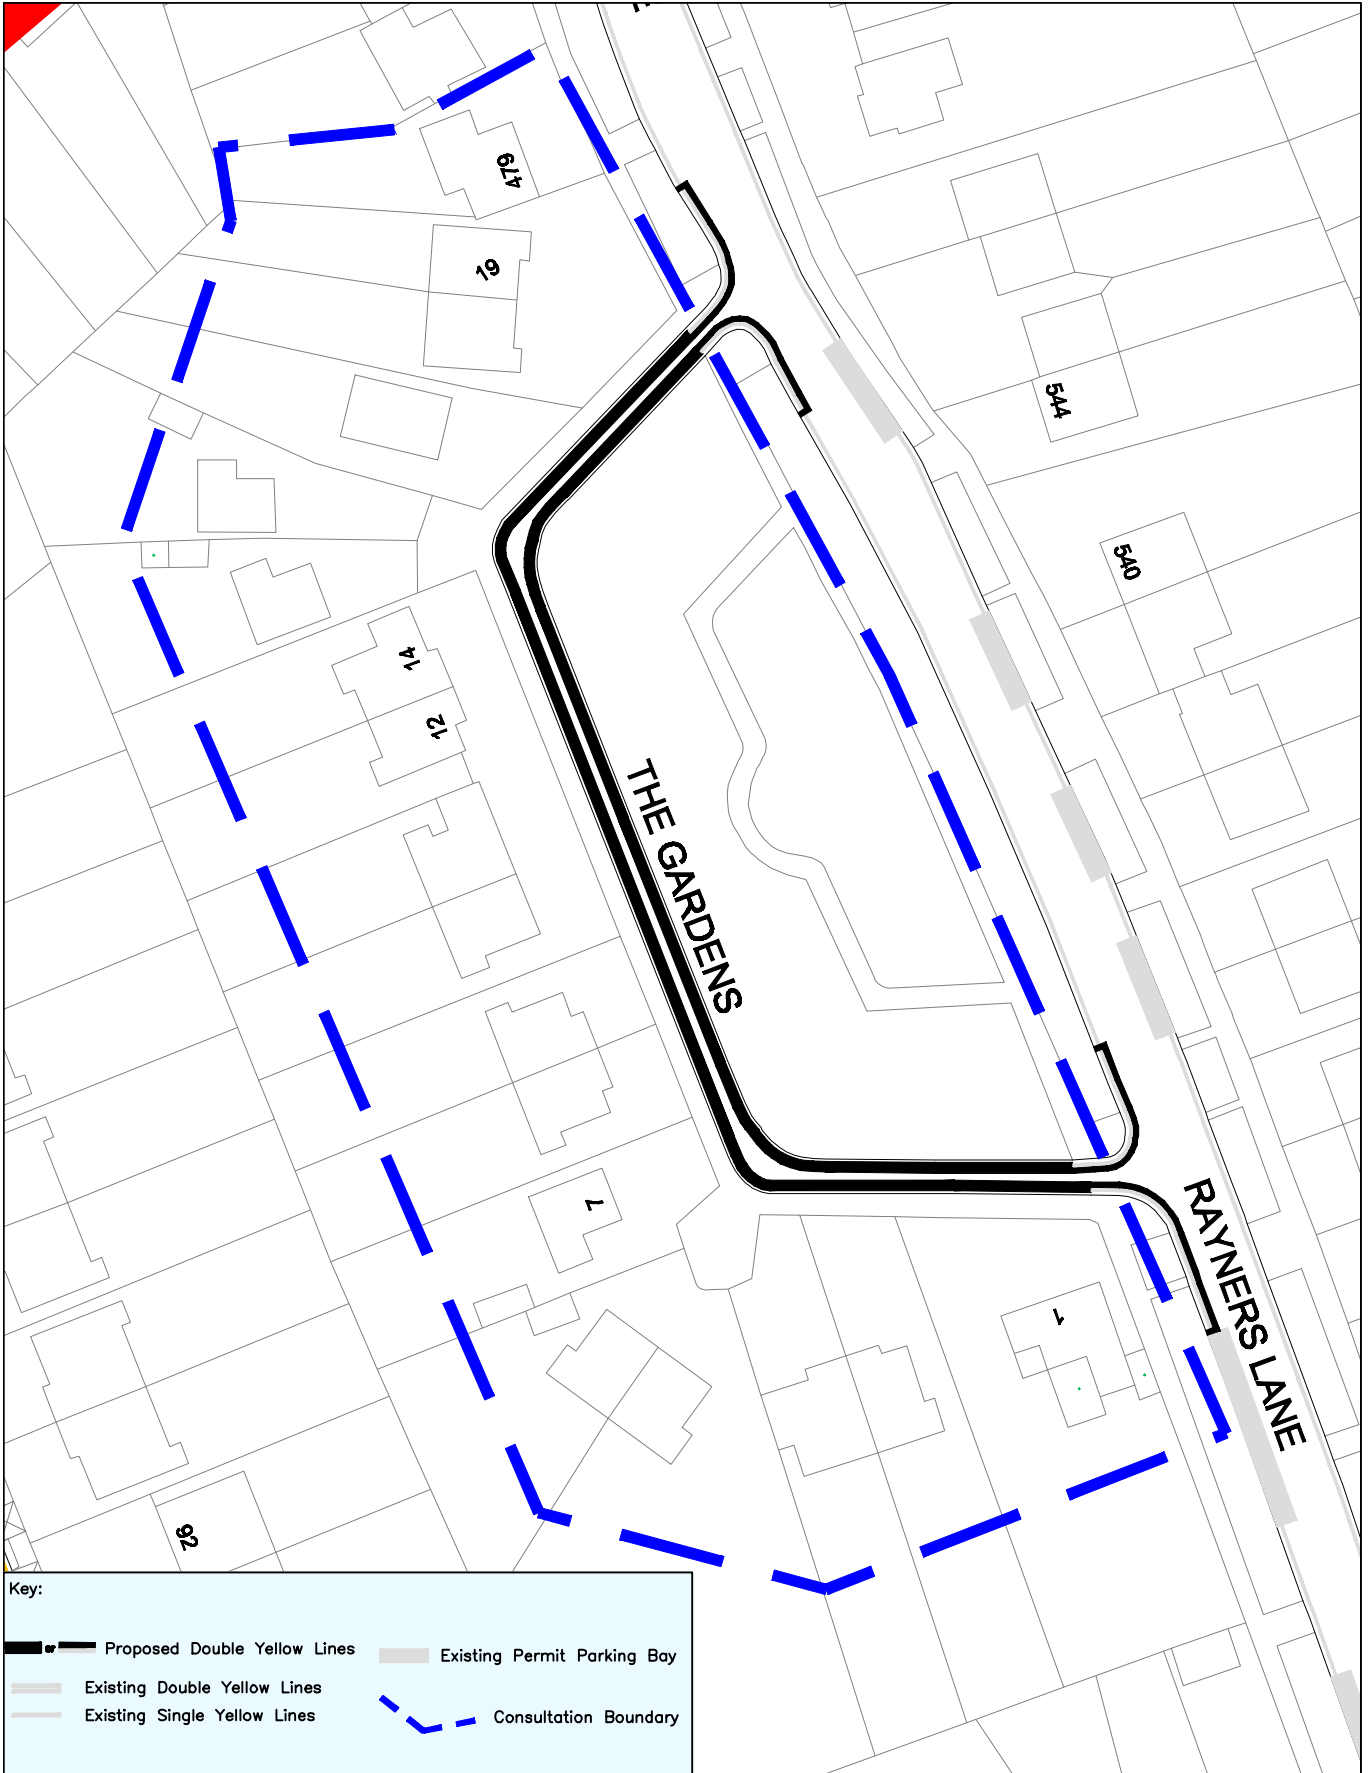 479
19
544
540
14
12
THE GARDENS
7
RAYNERS LANE
1
92
Key:
or Proposed Double Yellow Lines
Existing Permit Parking Bay
Existing Double Yellow Lines
Existing Single Yellow Lines
Consultation Boundary